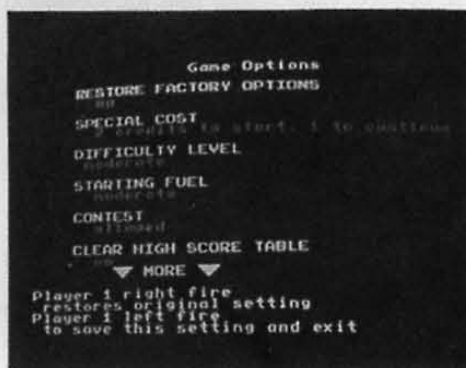 Game Options
RESTORE FACTORY OPTIONS
no
SPECIAL COST
2 credits to start, 1 to continue
DIFFICULTY LEVEL
moderate
STARTING FUEL
moderate
CONTEST
allowed
CLEAR HIGH SCORE TABLE
no
MORE
Player 1 right fire
restores original setting
Player 1 left fire
to save this setting and exit